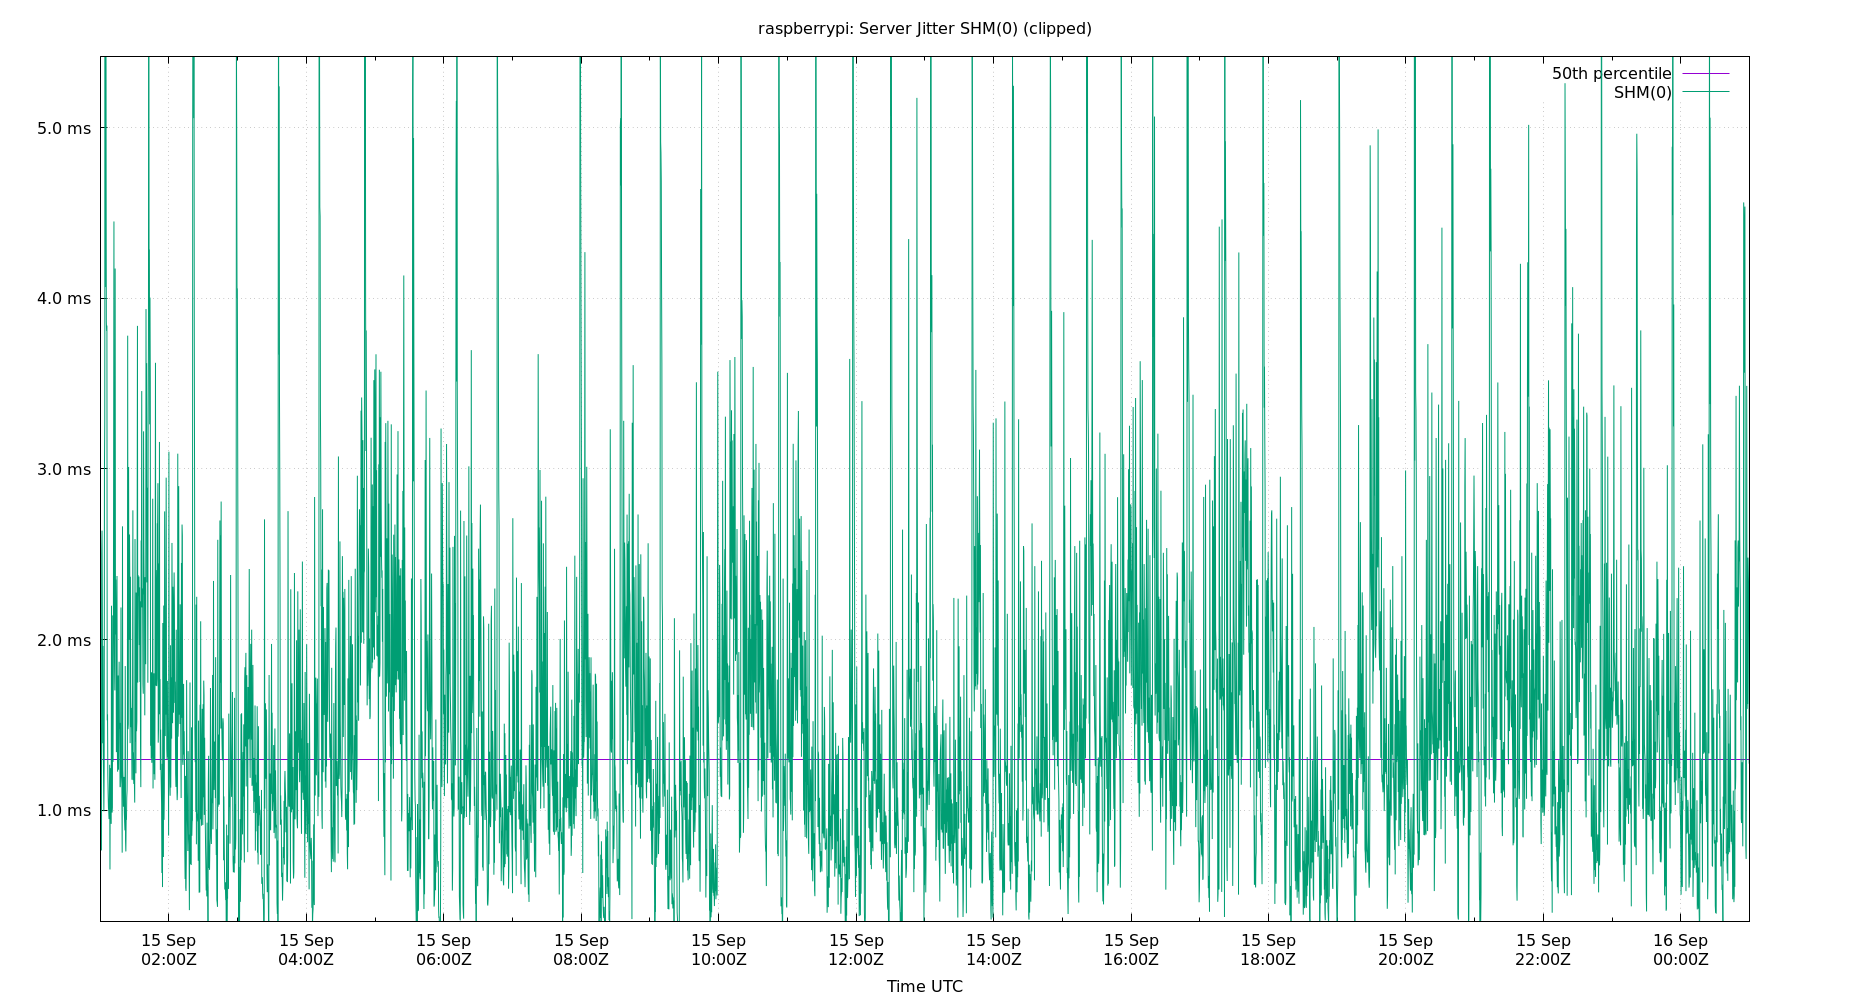 raspberrypi: Server Jitter SHM(0) (clipped)
50th percentile
SHM(0)
5.0 ms
4.0 ms
3.0 ms
2.0 ms
1.0 ms
15 Sep 15 Sep 15 Sep 15 Sep 15 Sep 15 Sep 15 Sep 15 Sep 15 Sep 15 Sep 15 Sep 16 Sep
02:00Z 04:00Z 06:00Z 08:00Z 10:00Z 12:00Z 14:00Z 16:00Z 18:00Z 20:00Z 22:00Z 00:00Z
Time UTC